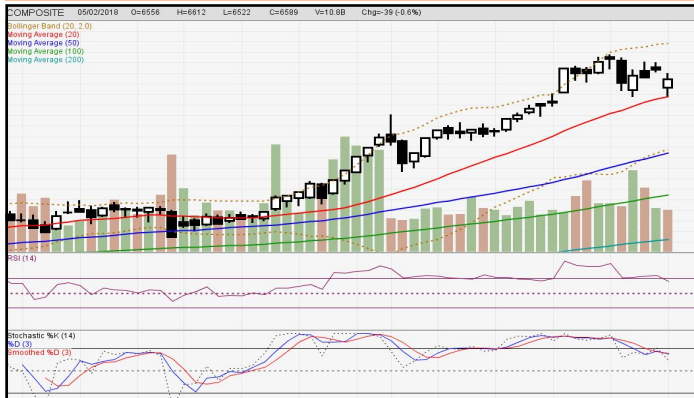 COMPOSITE 05/02/2018 O=6556 H=6612 L=6522 C=6589 V=10.8B Chg=-39 (-0.6%)
Bollinger Band (20, 2.0)
Moving Average (20)
Moving Average (50)
Moving Average (100)
Moving Average (200)
RSI (14)
Stochastic %K (14)
%D (3)
Smoothed %D (3)